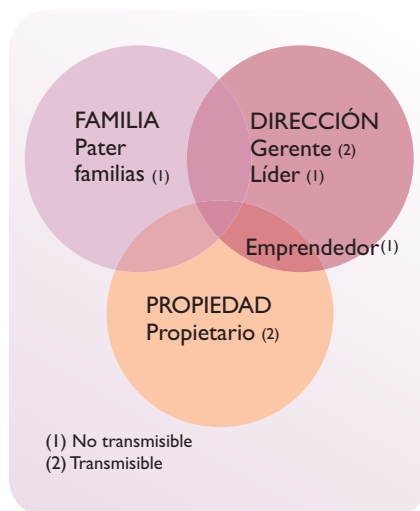 FAMILIA
Pater
familias (1)
DIRECCIÓN
Gerente (2)
Líder (1)
Emprendedor(1)
PROPIEDAD
Propietario (2)
(1) No transmisible
(2) Transmisible